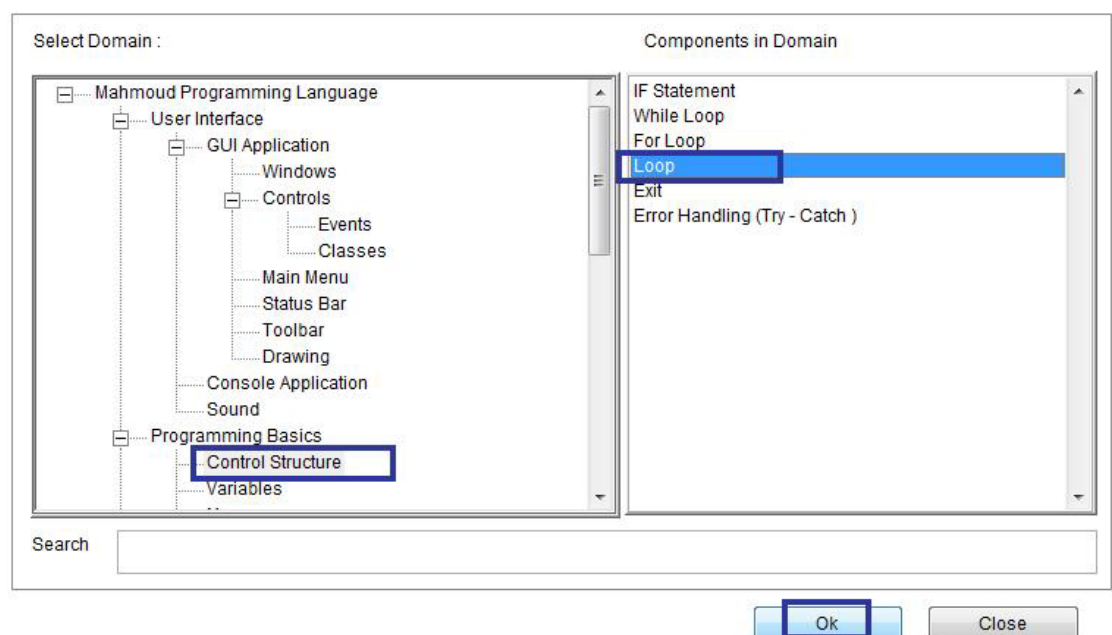 Select Domain :
Mahmoud Programming Language
User Interface
GUI Application
Windows
Controls
Events
Classes
Main Menu
Status Bar
Toolbar
Drawing
Console Application
Sound
Programming Basics
Control Structure
Variables
Components in Domain
IF Statement
While Loop
For Loop
Loop
Exit
Error Handling (Try - Catch )
Search
Ok
Close